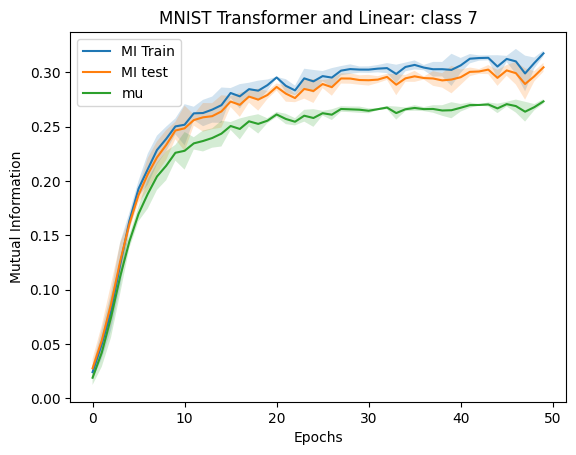 MNIST Transformer and Linear: class 7
MI Train
MI test
mu
Mutual Information
0.30
0.25
0.20
0.15
0.10
0.05
0.00
0 10 20 30 40 50
Epochs